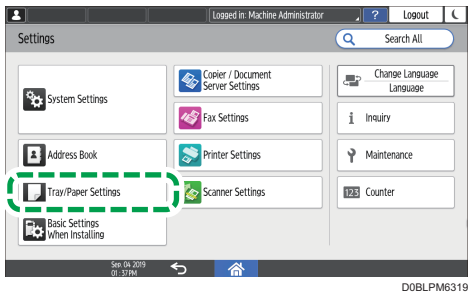 Logged in: Machine Administrator
?
Logout
Settings
Search All
System Settings
Copier / Document
Server Settings
Change Language
Language
Fax Settings
Inquiry
Address Book
Printer Settings
Maintenance
Tray/Paper Settings
Scanner Settings
123 Counter
Basic Settings
When Installing
Sep. 04 2019
01:37PM
D0BLPM6319